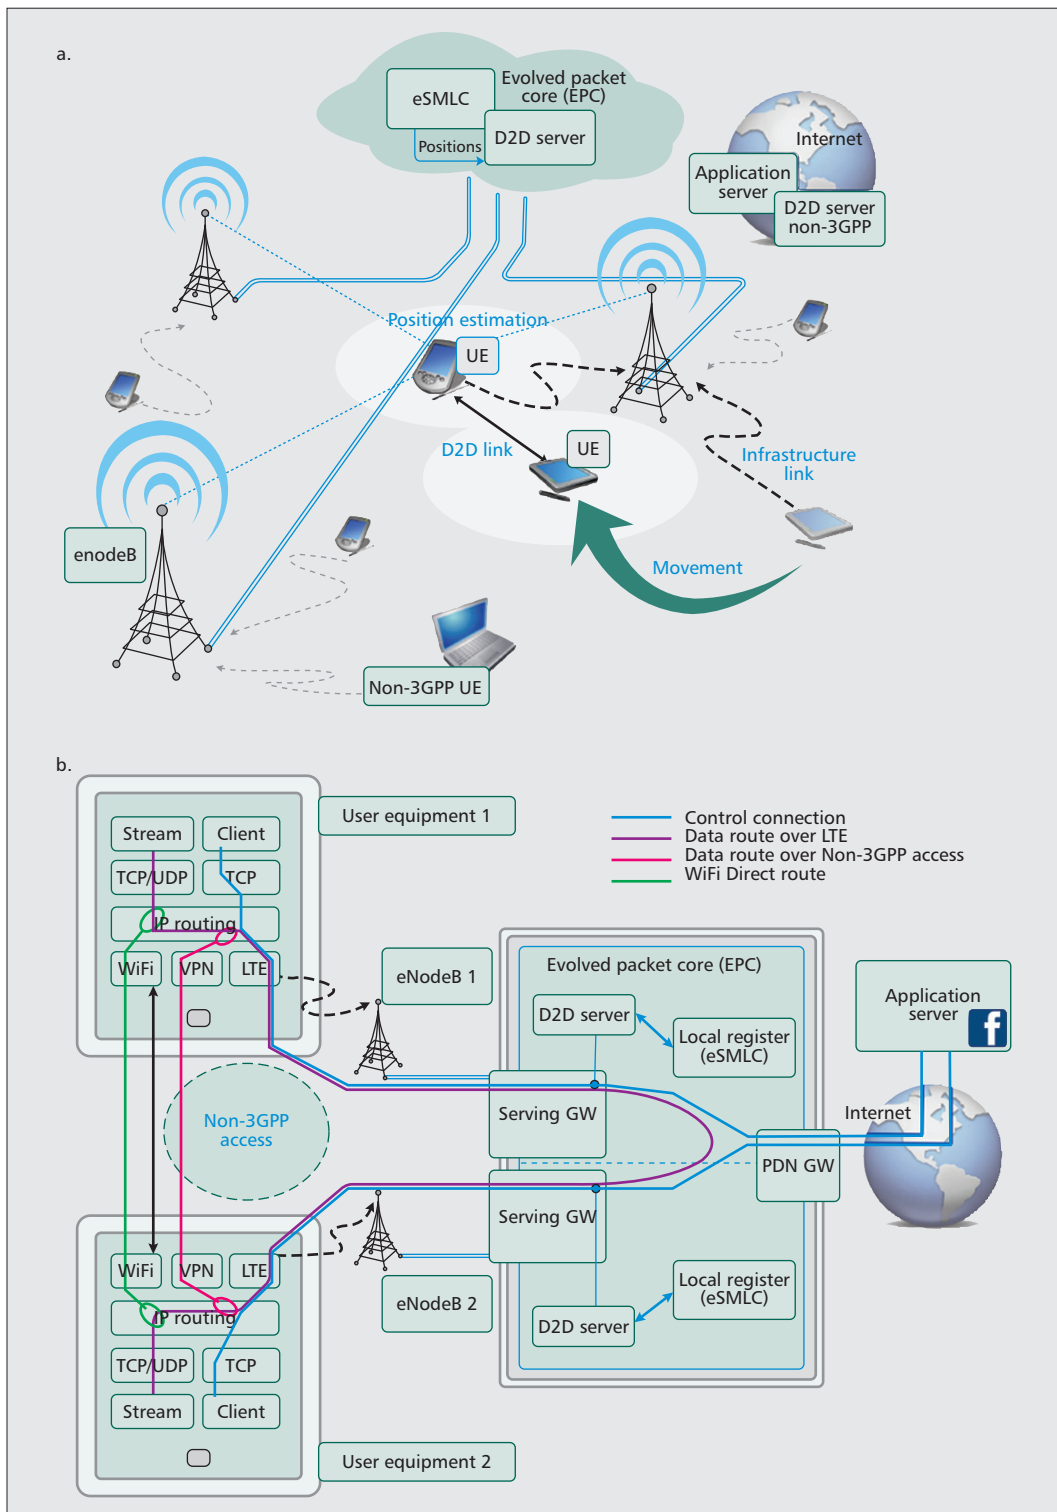 a.
Evolved packet
core (EPC)
eSMLC
D2D server
Positions
Internet
Application
server
D2D server
non-3GPP
Position estimation
UE
D2D link
UE
Infrastructure
link
enodeB
Movement
Non-3GPP UE
b.
User equipment 1
Stream
Client
TCP/UDP
TCP
IP routing
WiFi
VPN
LTE
Control connection
Data route over LTE
Data route over Non-3GPP access
WiFi Direct route
eNodeB 1
Evolved packet core (EPC)
D2D server
Local register
(eSMLC)
Application
server
f
Serving GW
Internet
Non-3GPP
access
PDN GW
Serving GW
WiFi
VPN
LTE
eNodeB 2
Local register
(eSMLC)
IP routing
D2D server
TCP/UDP
TCP
Stream
Client
User equipment 2